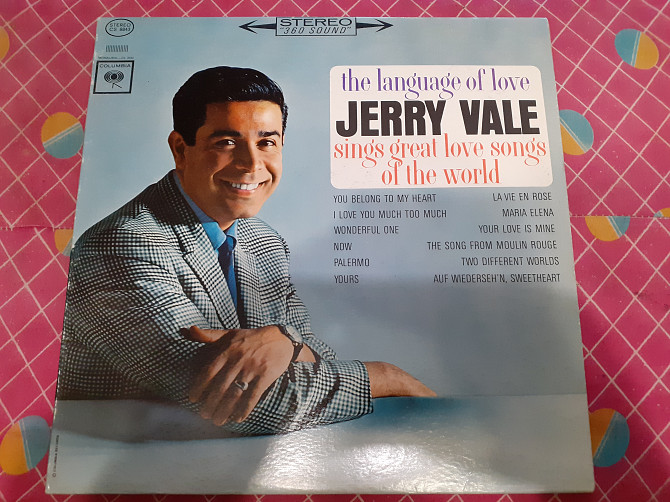 STEREO
"360 SOUND"
STEREO
COLUMBIA
the language of love
JERRY VALE
sings great love songs
of the world
YOU BELONG TO MY HEART
LA VIE EN ROSE
I LOVE YOU MUCH TOO MUCH
MARIA ELENA
WONDERFUL ONE
YOUR LOVE IS MINE
NOW
THE SONG FROM MOULIN ROUGE
PALERMO
TWO DIFFERENT WORLDS
YOURS
AUF WIEDERSEH'N, SWEETHEART